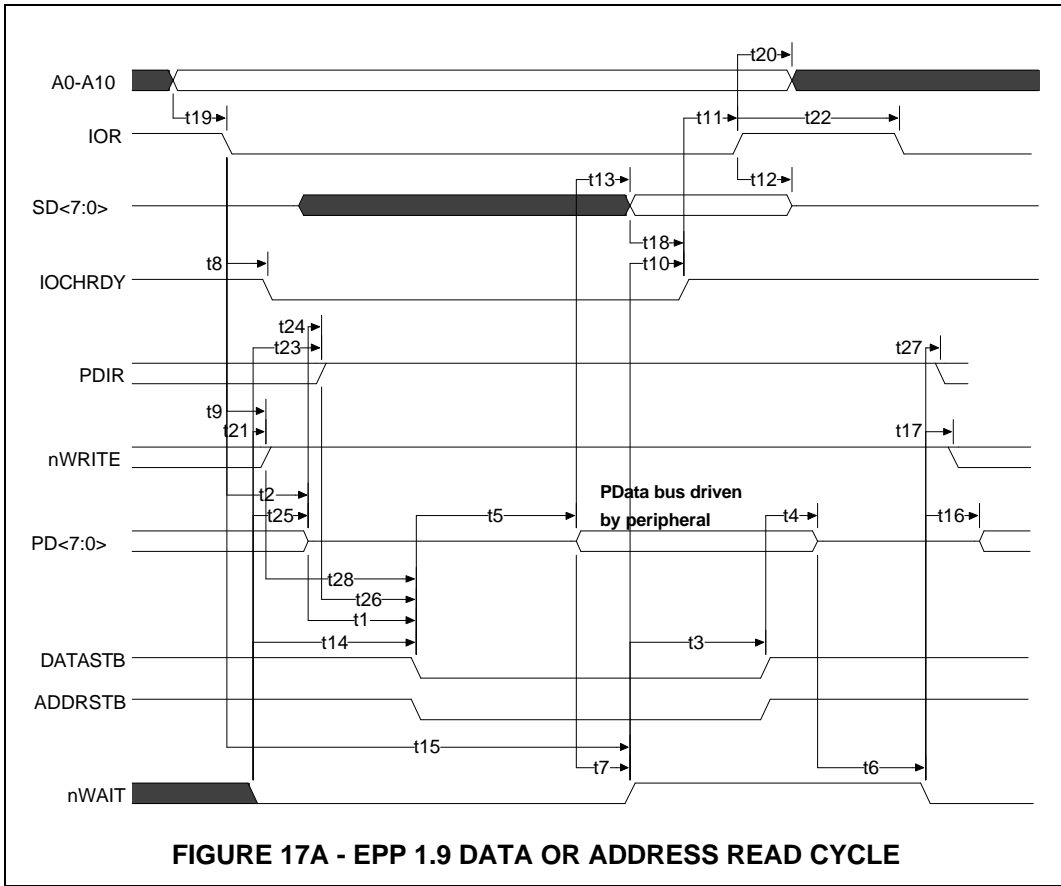 t20
A0-A10
t19
t11
t22
IOR
t13
t12
SD<7:0>
t18
t8
t10
IOCHRDY
t24
t23
t27
PDIR
t9
t21
t17
nWRITE
t2
PData bus driven
t25
t5
by peripheral
t4
t16
PD<7:0>
t28
t26
t1
t14
t3
DATASTB
ADDRSTB
t15
t7
t6
nWAIT
FIGURE 17A - EPP 1.9 DATA OR ADDRESS READ CYCLE